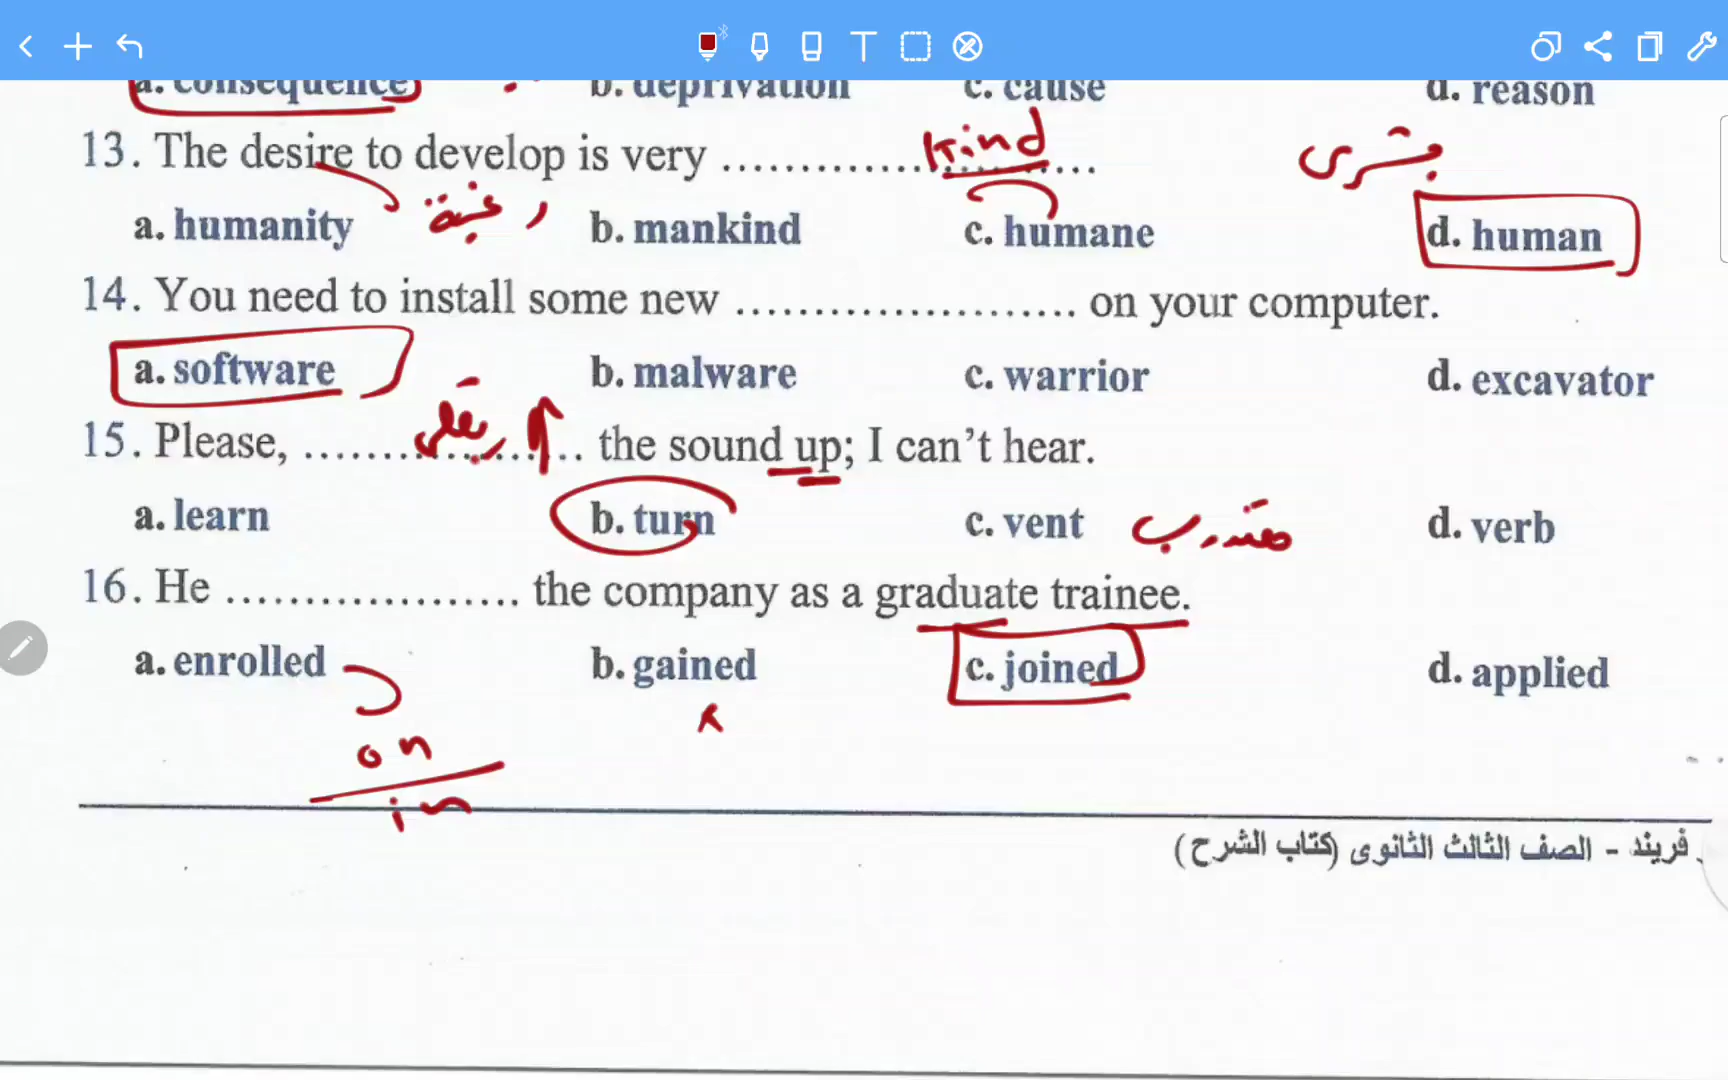 a. consequence b. deprivation c. cause d. reason
13. The desire to develop is very ................................ kind بشرى
a. humanity رغبة b. mankind c. humane d. human
14. You need to install some new ........................ on your computer.
a. software b. malware c. warrior d. excavator
15. Please, .................... the sound up; I can't hear.
a. learn b. turn c. vent متدرب d. verb
16. He .................... the company as a graduate trainee.
a. enrolled b. gained c. joined d. applied
on
in
فريند - الصف الثالث الثانوى (كتاب الشرح)